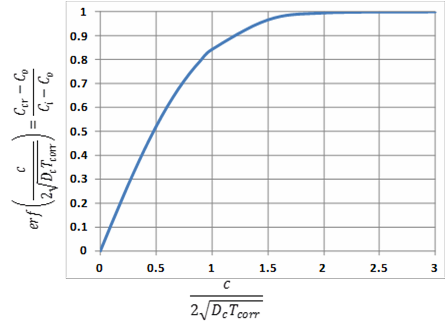 erf(c / 2√(D_c T_corr)) = (C_cr − C_o) / (C_i − C_o)
1
0.9
0.8
0.7
0.6
0.5
0.4
0.3
0.2
0.1
0
0 0.5 1 1.5 2 2.5 3
c
2√(D_c T_corr)